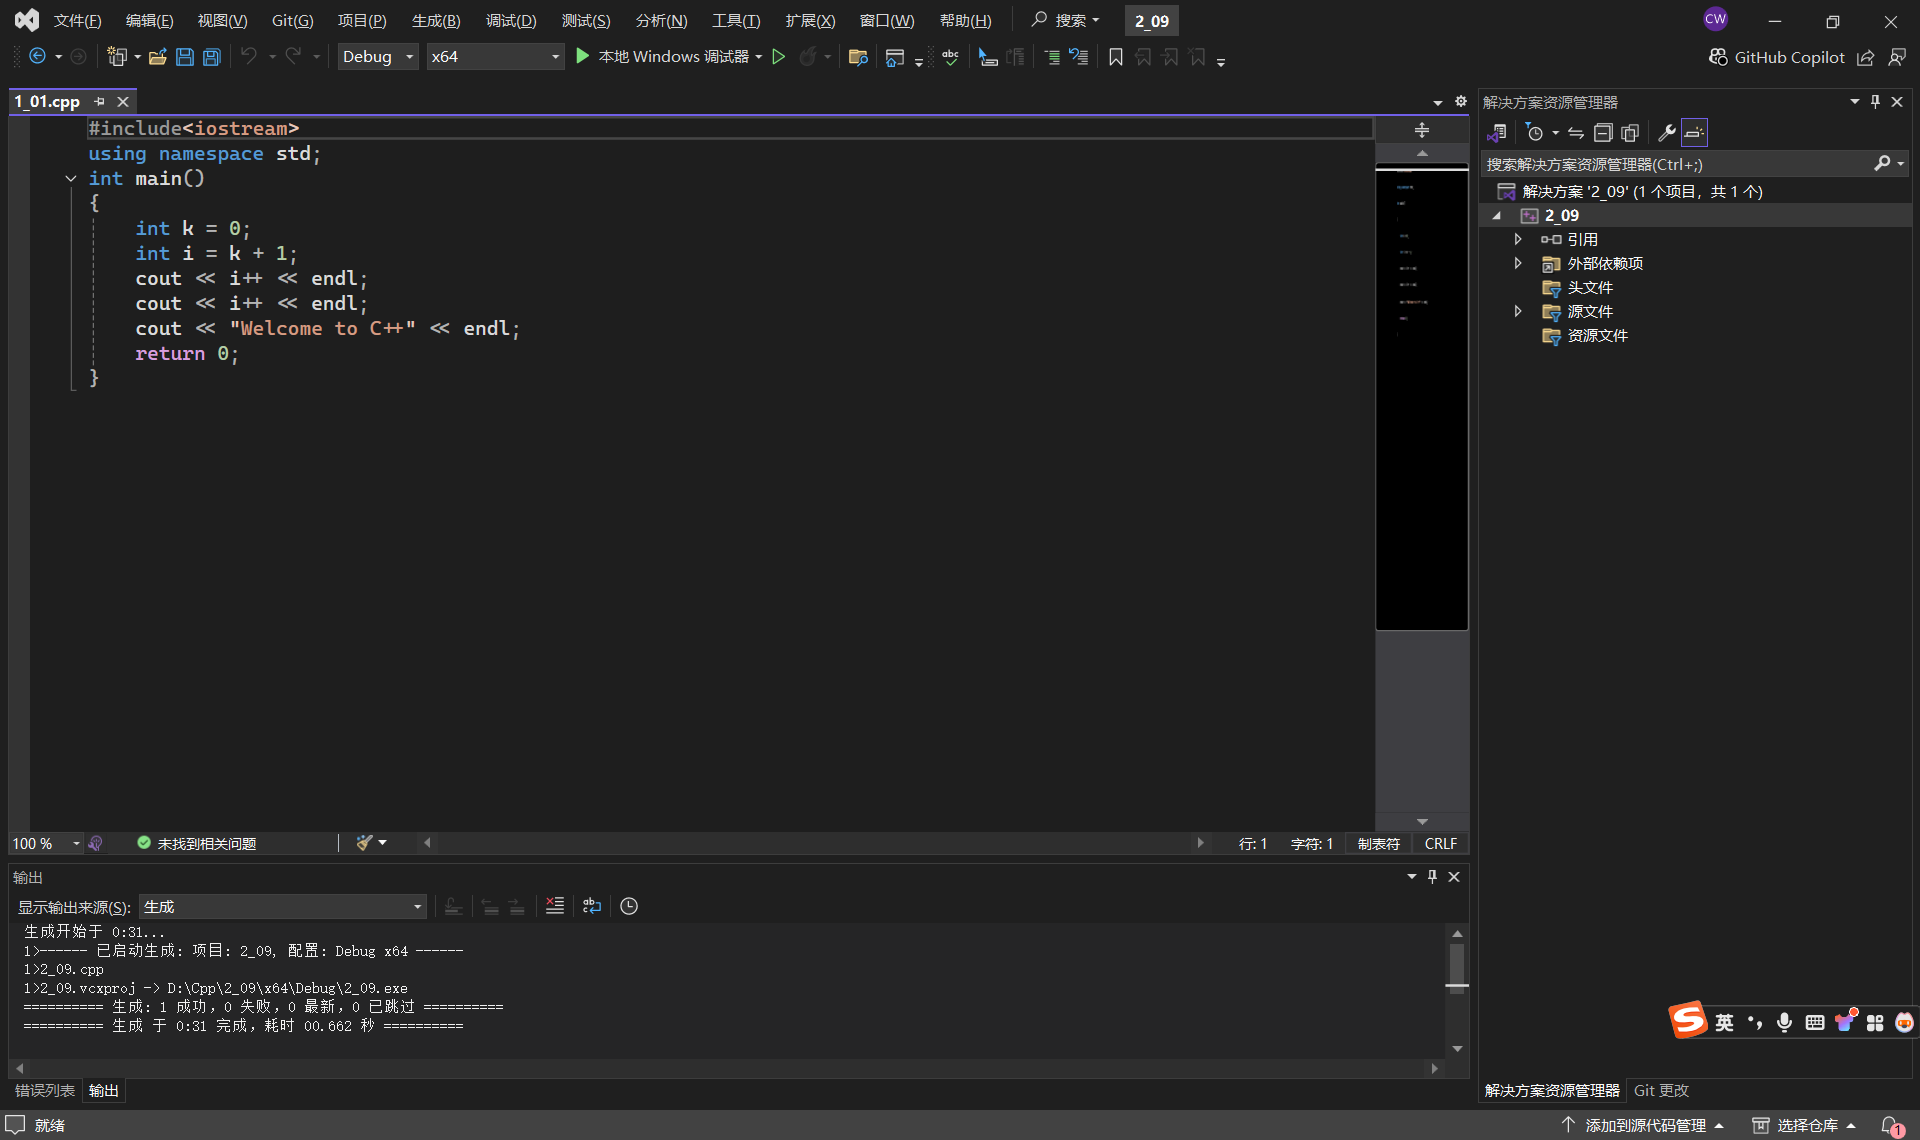 文件(F) 编辑(E) 视图(V) Git(G) 项目(P) 生成(B) 调试(D) 测试(S) 分析(N) 工具(T) 扩展(X) 窗口(W) 帮助(H) 搜索 2_09 CW
Debug x64 本地 Windows 调试器 abc GitHub Copilot
1_01.cpp
#include<iostream>
using namespace std;
int main()
{
int k = 0;
int i = k + 1;
cout << i++ << endl;
cout << i++ << endl;
cout << "Welcome to C++" << endl;
return 0;
}
100 % 未找到相关问题 行: 1 字符: 1 制表符 CRLF
输出
显示输出来源(S): 生成
生成开始于 0:31...
1>------ 已启动生成: 项目: 2_09, 配置: Debug x64 ------
1>2_09.cpp
1>2_09.vcxproj -> D:\Cpp\2_09\x64\Debug\2_09.exe
========== 生成: 1 成功，0 失败，0 最新，0 已跳过 ==========
========== 生成 于 0:31 完成，耗时 00.662 秒 ==========
错误列表 输出
解决方案资源管理器
搜索解决方案资源管理器(Ctrl+;)
解决方案 '2_09' (1 个项目，共 1 个)
2_09
引用
外部依赖项
头文件
源文件
资源文件
英
解决方案资源管理器 Git 更改
就绪 添加到源代码管理 选择仓库 1